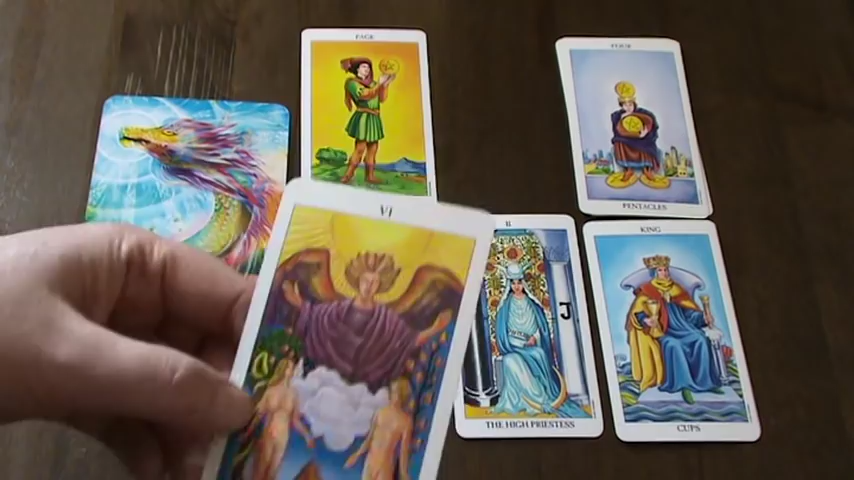 PAGE
FOUR
PENTACLES
VI
II
J
THE HIGH PRIESTESS
KING
CUPS